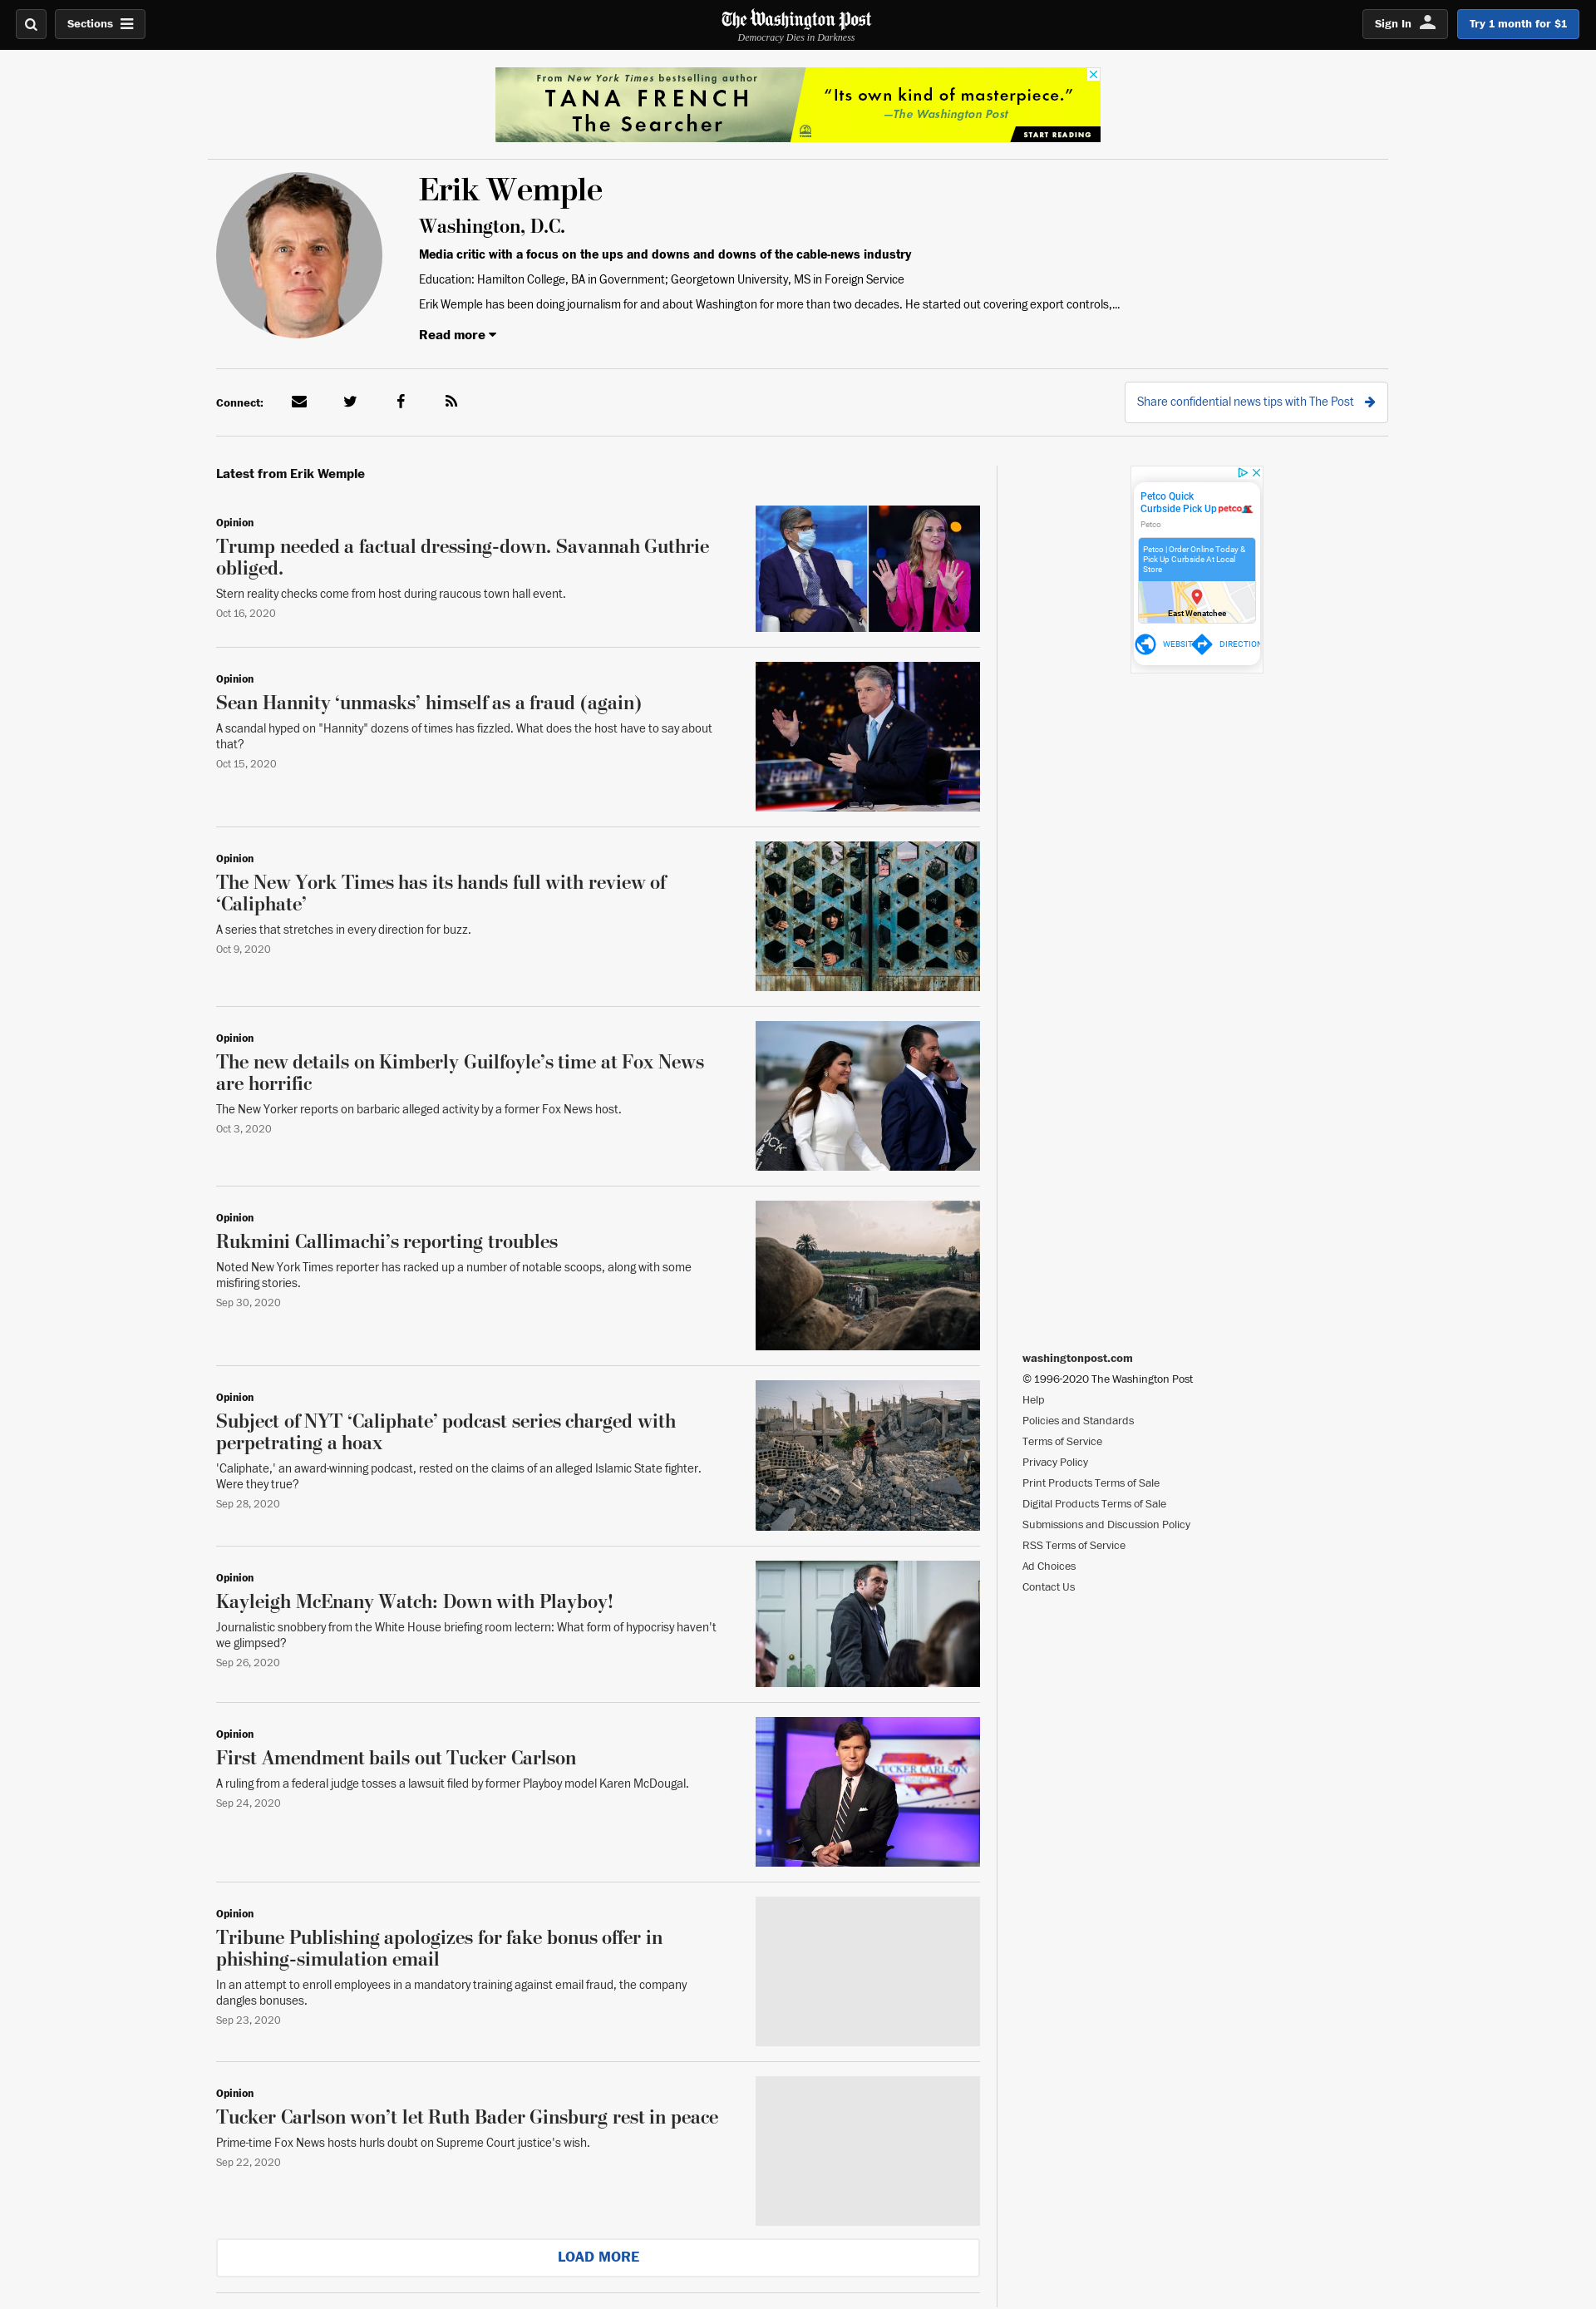 Sections
The Washington Post
Democracy Dies in Darkness
Sign In
Try 1 month for $1
From New York Times bestselling author
TANA FRENCH
The Searcher
“Its own kind of masterpiece.”
—The Washington Post
START READING
Erik Wemple
Washington, D.C.
Media critic with a focus on the ups and downs and downs of the cable-news industry
Education: Hamilton College, BA in Government; Georgetown University, MS in Foreign Service
Erik Wemple has been doing journalism for and about Washington for more than two decades. He started out covering export controls,...
Read more
Connect:
Share confidential news tips with The Post
Latest from Erik Wemple
Opinion
Trump needed a factual dressing-down. Savannah Guthrie
obliged.
Stern reality checks come from host during raucous town hall event.
Oct 16, 2020
Opinion
Sean Hannity ‘unmasks’ himself as a fraud (again)
A scandal hyped on "Hannity" dozens of times has fizzled. What does the host have to say about
that?
Oct 15, 2020
Hannity
Opinion
The New York Times has its hands full with review of
‘Caliphate’
A series that stretches in every direction for buzz.
Oct 9, 2020
Opinion
The new details on Kimberly Guilfoyle’s time at Fox News
are horrific
The New Yorker reports on barbaric alleged activity by a former Fox News host.
Oct 3, 2020
Opinion
Rukmini Callimachi’s reporting troubles
Noted New York Times reporter has racked up a number of notable scoops, along with some
misfiring stories.
Sep 30, 2020
Opinion
Subject of NYT ‘Caliphate’ podcast series charged with
perpetrating a hoax
'Caliphate,' an award-winning podcast, rested on the claims of an alleged Islamic State fighter.
Were they true?
Sep 28, 2020
Opinion
Kayleigh McEnany Watch: Down with Playboy!
Journalistic snobbery from the White House briefing room lectern: What form of hypocrisy haven't
we glimpsed?
Sep 26, 2020
Opinion
First Amendment bails out Tucker Carlson
A ruling from a federal judge tosses a lawsuit filed by former Playboy model Karen McDougal.
Sep 24, 2020
TUCKER CARLSON
Opinion
Tribune Publishing apologizes for fake bonus offer in
phishing-simulation email
In an attempt to enroll employees in a mandatory training against email fraud, the company
dangles bonuses.
Sep 23, 2020
Opinion
Tucker Carlson won’t let Ruth Bader Ginsburg rest in peace
Prime-time Fox News hosts hurls doubt on Supreme Court justice's wish.
Sep 22, 2020
LOAD MORE
Petco Quick
Curbside Pick Up
petco
Petco
Petco | Order Online Today &
Pick Up Curbside At Local
Store
East Wenatchee
WEBSIT
DIRECTION
washingtonpost.com
© 1996-2020 The Washington Post
Help
Policies and Standards
Terms of Service
Privacy Policy
Print Products Terms of Sale
Digital Products Terms of Sale
Submissions and Discussion Policy
RSS Terms of Service
Ad Choices
Contact Us